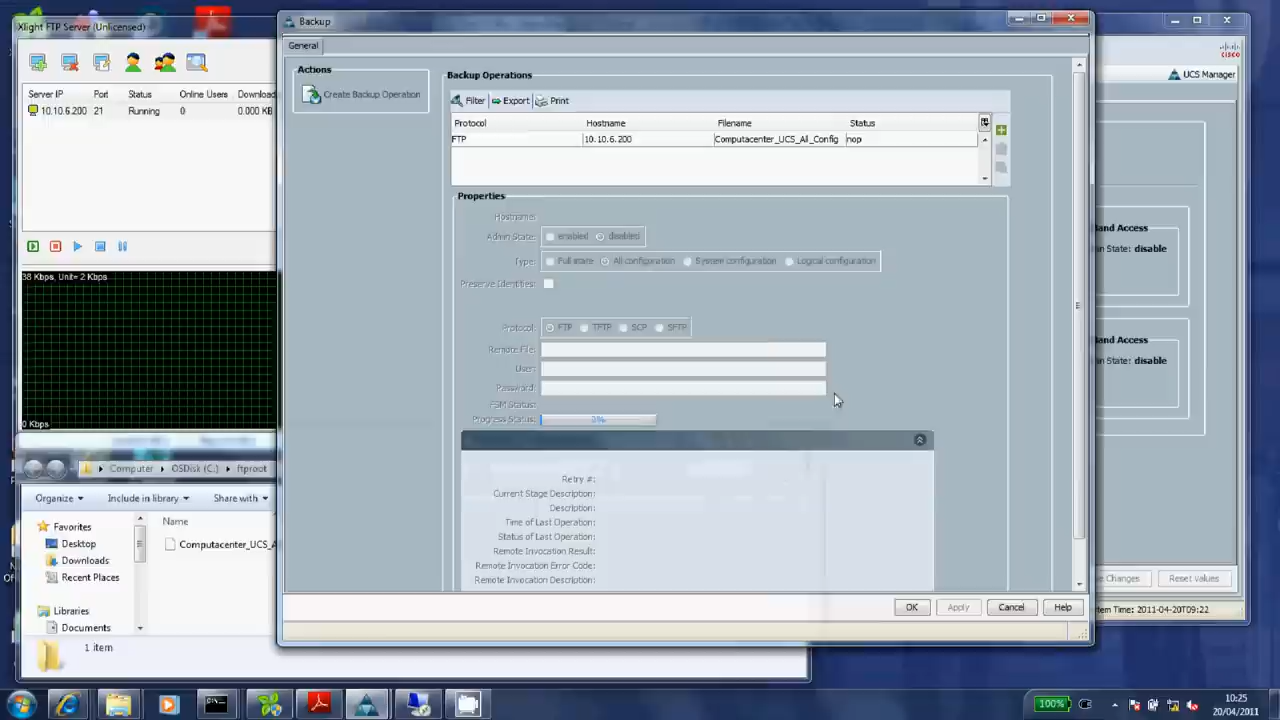 Xlight FTP Server (Unlicensed)
Server IP Port Status Online Users Download
10.10.6.200 21 Running 0 0.000 KB
38 Kbps, Unit= 2 Kbps
0 Kbps
Computer OSDisk (C:) ftproot
Organize Include in library Share with
Favorites
Desktop
Downloads
Recent Places
Libraries
Documents
Name
Computacenter_UCS_A
1 item
Backup
General
Actions
Create Backup Operation
Backup Operations
Filter Export Print
Protocol Hostname Filename Status
FTP 10.10.6.200 Computacenter_UCS_All_Config nop
Properties
Hostname:
Admin State: enabled disabled
Type: Full state All configuration System configuration Logical configuration
Preserve Identities:
Protocol: FTP TFTP SCP SFTP
Remote File:
User:
Password:
FSM Status:
Progress Status: 3%
Retry #:
Current Stage Description:
Description:
Time of Last Operation:
Status of Last Operation:
Remote Invocation Result:
Remote Invocation Error Code:
Remote Invocation Description:
OK Apply Cancel Help
cisco
UCS Manager
and Access
in State: disable
and Access
in State: disable
e Changes Reset Values
tem Time: 2011-04-20T09:22
100%
10:25
20/04/2011